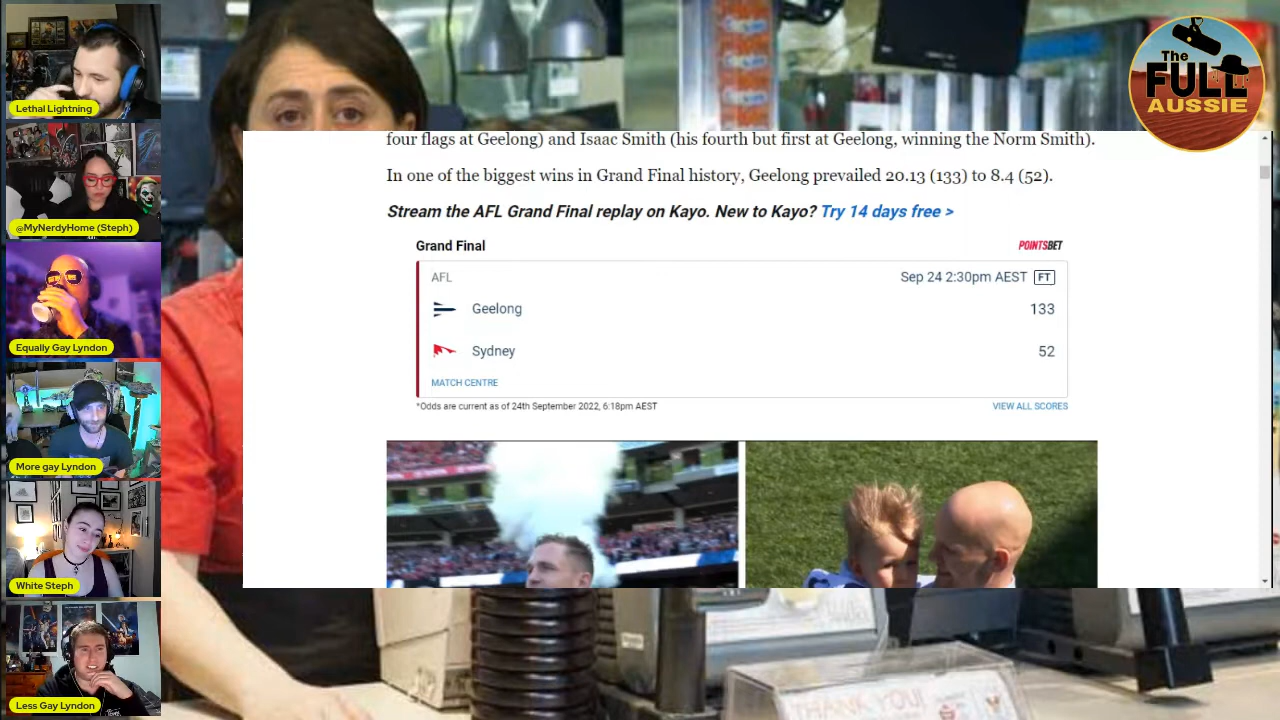 The
FULL
AUSSIE
Lethal Lightning
@MyNerdyHome (Steph)
Equally Gay Lyndon
More gay Lyndon
White Steph
Less Gay Lyndon
four flags at Geelong) and Isaac Smith (his fourth but first at Geelong, winning the Norm Smith).
In one of the biggest wins in Grand Final history, Geelong prevailed 20.13 (133) to 8.4 (52).
Stream the AFL Grand Final replay on Kayo. New to Kayo? Try 14 days free >
Grand Final
POINTSBET
AFL
Sep 24 2:30pm AEST FT
Geelong 133
Sydney 52
MATCH CENTRE
*Odds are current as of 24th September 2022, 6:18pm AEST
VIEW ALL SCORES
THANK YOU